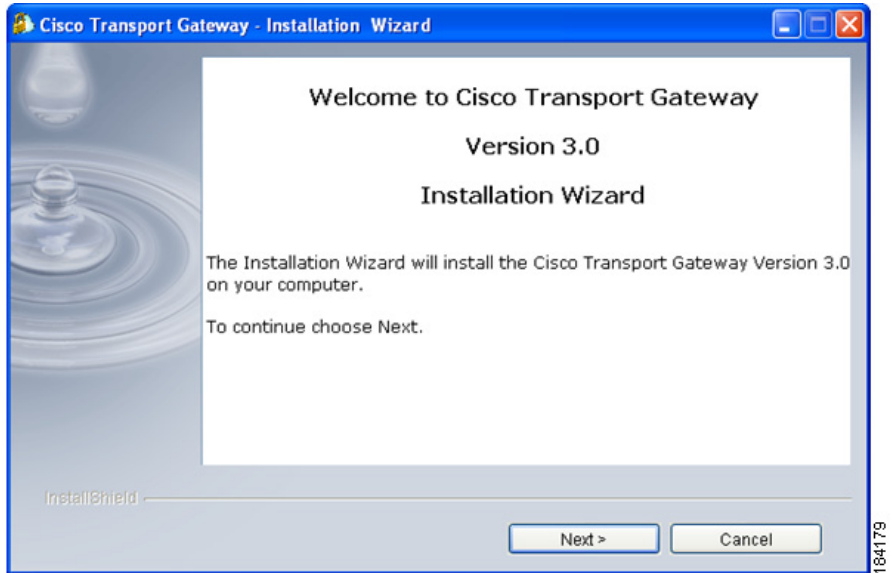 Cisco Transport Gateway - Installation Wizard
Welcome to Cisco Transport Gateway
Version 3.0
Installation Wizard
The Installation Wizard will install the Cisco Transport Gateway Version 3.0
on your computer.
To continue choose Next.
InstallShield
Next >
Cancel
184179